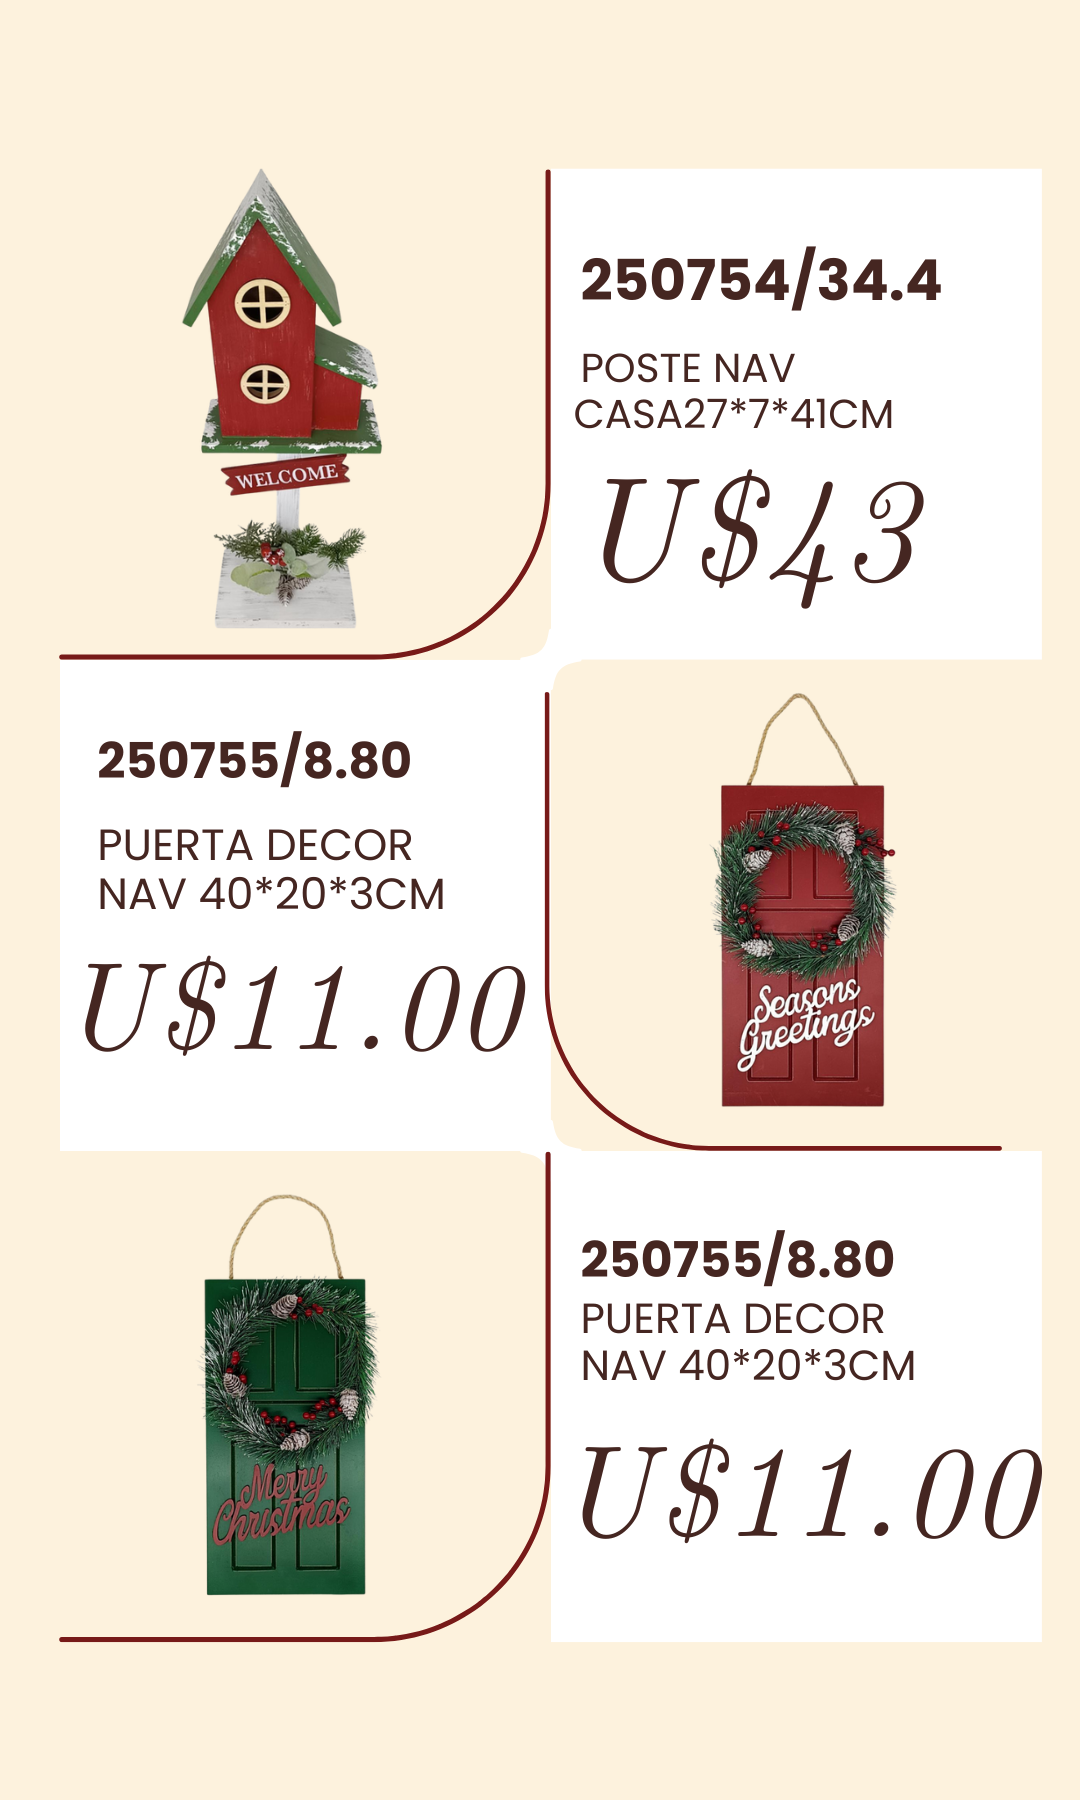 250754/34.4
POSTE NAV
CASA27*7*41CM
U$43
WELCOME
250755/8.80
PUERTA DECOR
NAV 40*20*3CM
U$11.00
Seasons
Greetings
250755/8.80
PUERTA DECOR
NAV 40*20*3CM
U$11.00
Merry
Christmas